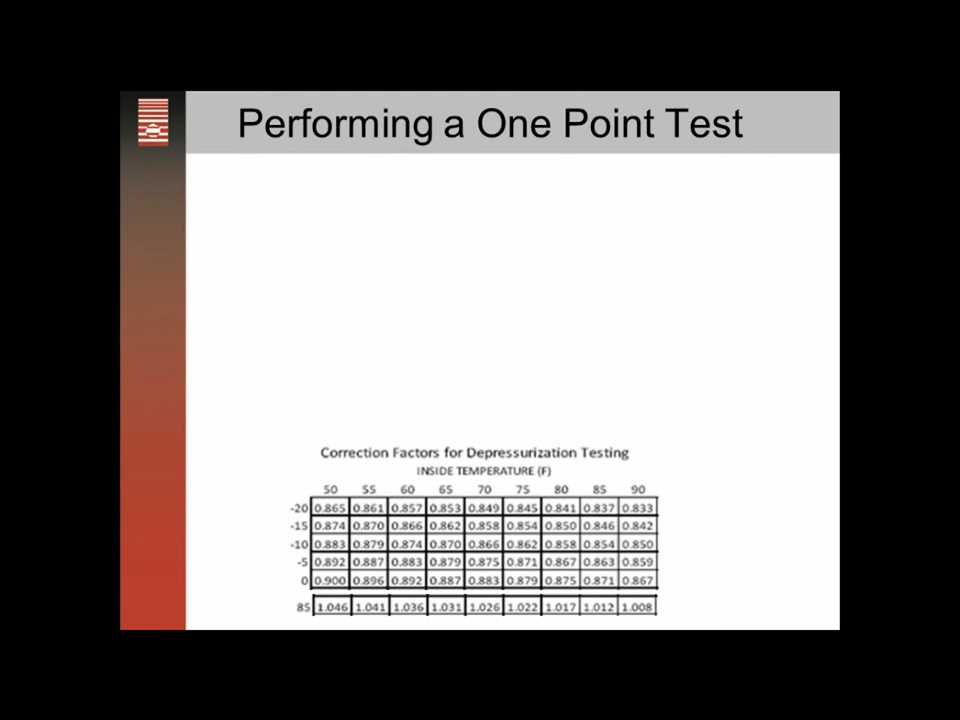 Performing a One Point Test
Correction Factors for Depressurization Testing
INSIDE TEMPERATURE (F)
50 55 60 65 70 75 80 85 90
-20 0.865 0.861 0.857 0.853 0.849 0.845 0.841 0.837 0.833
-15 0.874 0.870 0.866 0.862 0.858 0.854 0.850 0.846 0.842
-10 0.883 0.879 0.874 0.870 0.866 0.862 0.858 0.854 0.850
-5 0.892 0.887 0.883 0.879 0.875 0.871 0.867 0.863 0.859
0 0.900 0.896 0.892 0.887 0.883 0.879 0.875 0.871 0.867
85 1.046 1.041 1.036 1.031 1.026 1.022 1.017 1.012 1.008